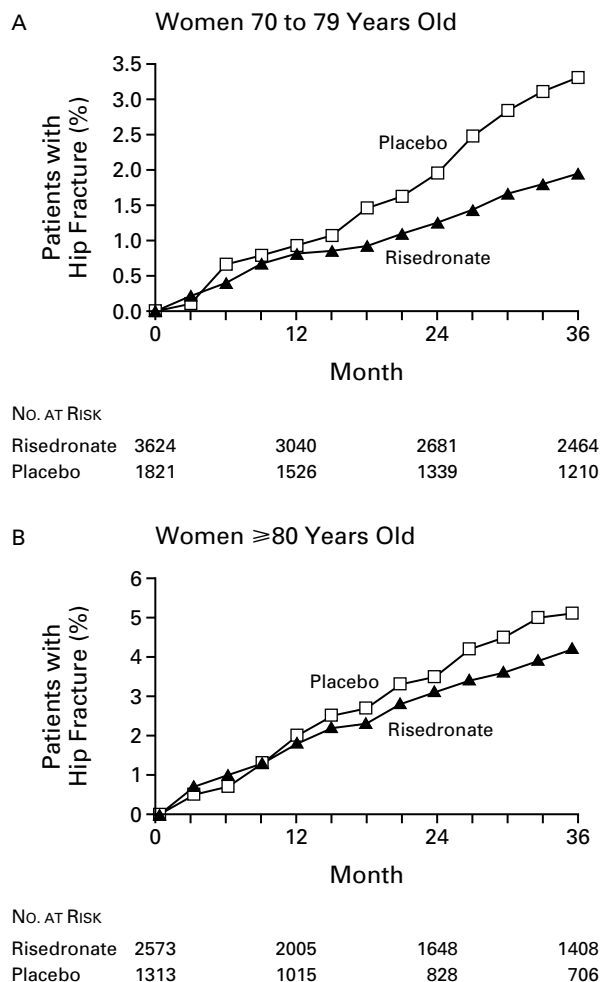 A Women 70 to 79 Years Old
3.5
3.0
2.5
2.0
1.5
1.0
0.5
0.0
Patients with
Hip Fracture (%)
Placebo
Risedronate
0 12 24 36
Month
NO. AT RISK
Risedronate 3624 3040 2681 2464
Placebo 1821 1526 1339 1210
B Women ⩾80 Years Old
6
5
4
3
2
1
0
Patients with
Hip Fracture (%)
Placebo
Risedronate
0 12 24 36
Month
NO. AT RISK
Risedronate 2573 2005 1648 1408
Placebo 1313 1015 828 706